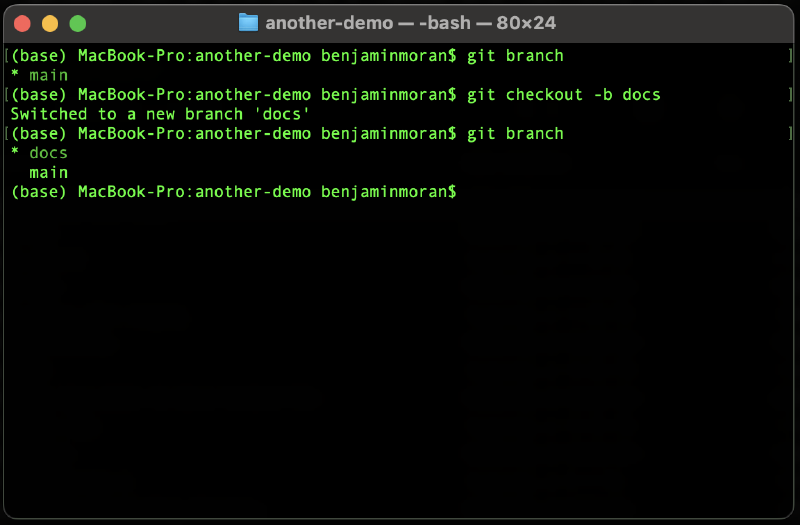 another-demo — -bash — 80×24
[(base) MacBook-Pro:another-demo benjaminmoran$ git branch ]
* main
[(base) MacBook-Pro:another-demo benjaminmoran$ git checkout -b docs ]
Switched to a new branch 'docs'
[(base) MacBook-Pro:another-demo benjaminmoran$ git branch ]
* docs
  main
(base) MacBook-Pro:another-demo benjaminmoran$